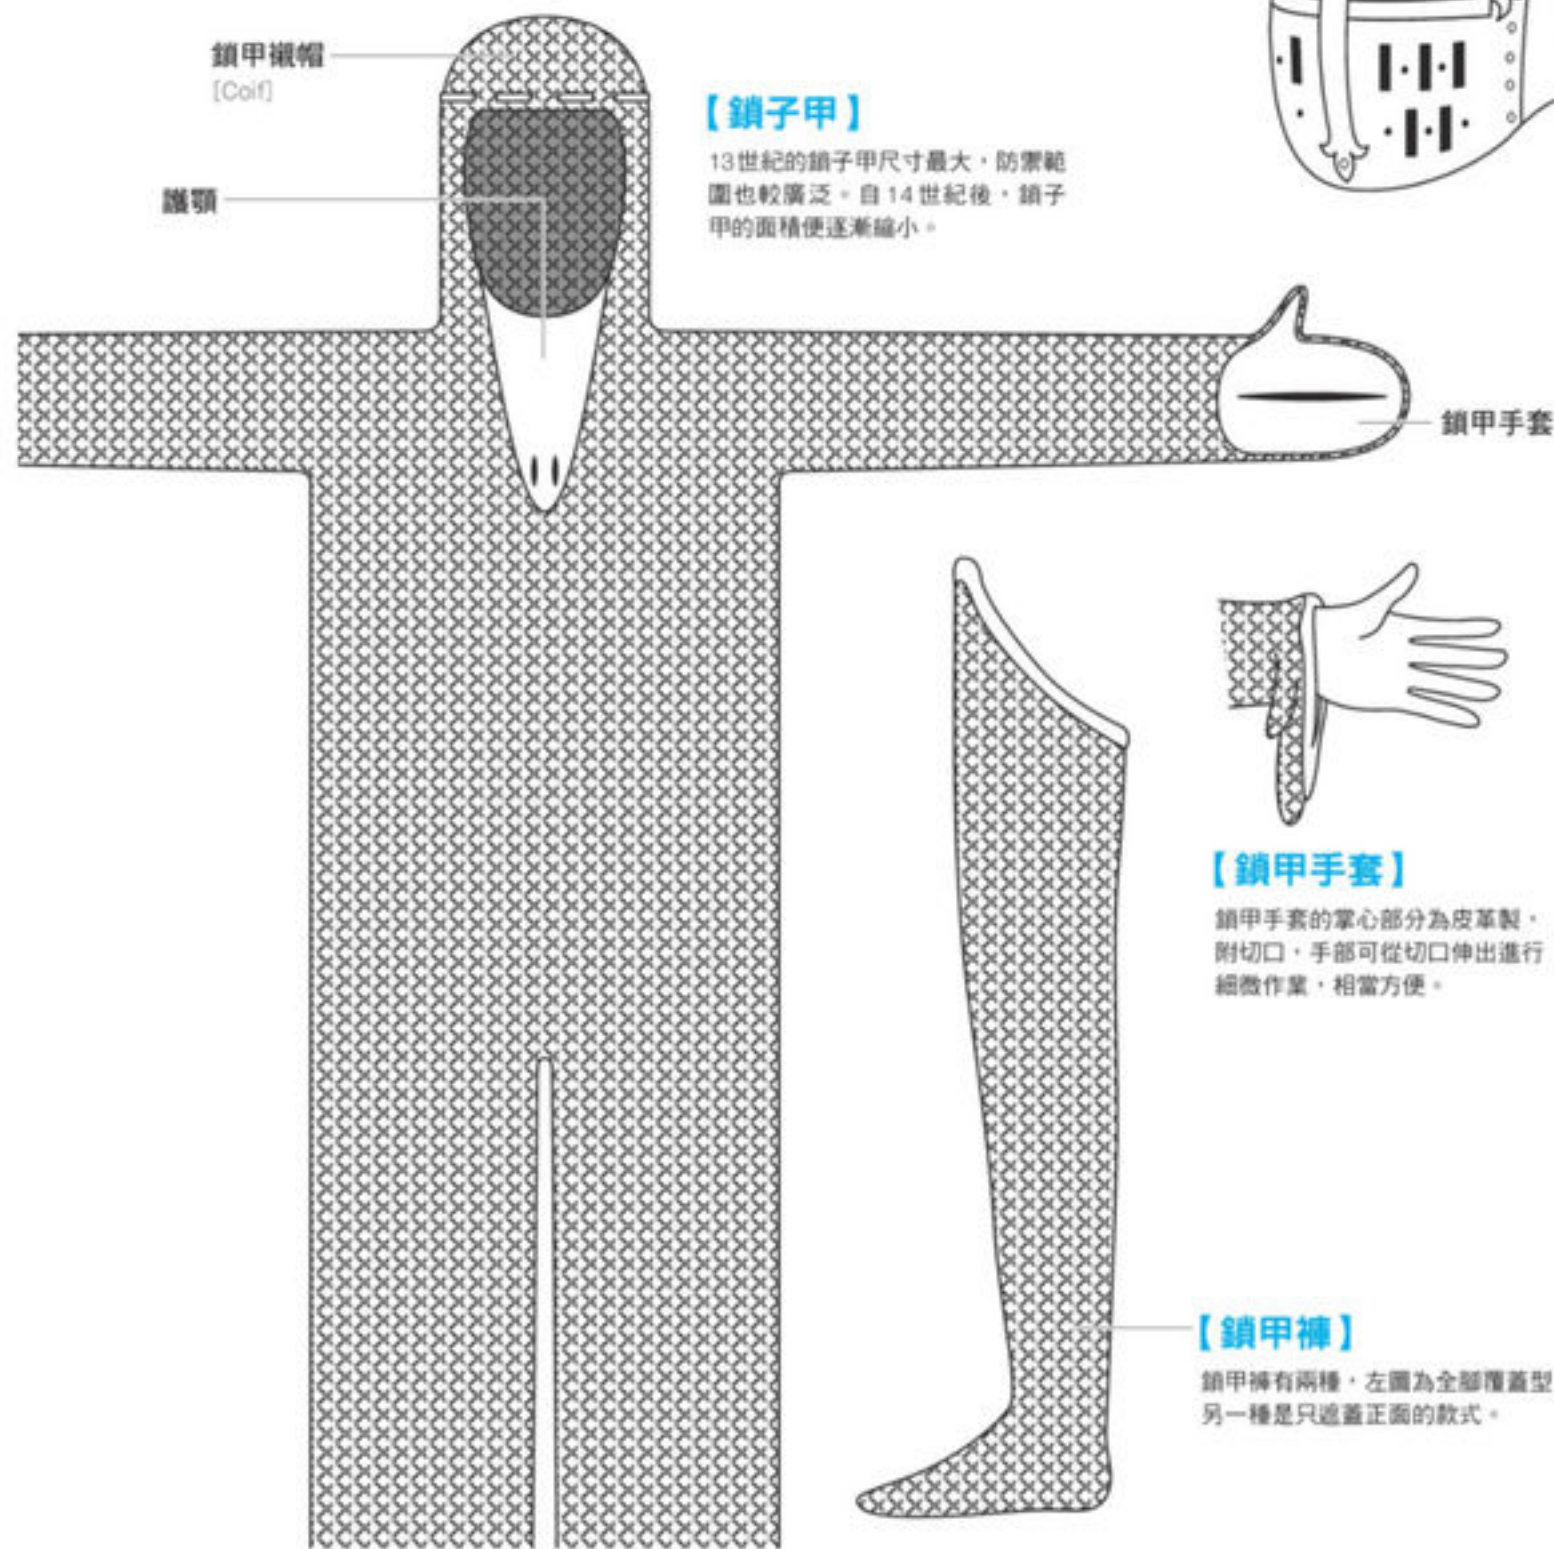 鎖甲襯帽
[Coif]
【鎖子甲】
13世紀的鎖子甲尺寸最大，防禦範
圍也較廣泛。自14世紀後，鎖子
甲的面積便逐漸縮小。
護顎
鎖甲手套
【鎖甲手套】
鎖甲手套的掌心部分為皮革製，
附切口，手部可從切口伸出進行
細微作業，相當方便。
【鎖甲褲】
鎖甲褲有兩種，左圖為全腳覆蓋型
另一種是只遮蓋正面的款式。